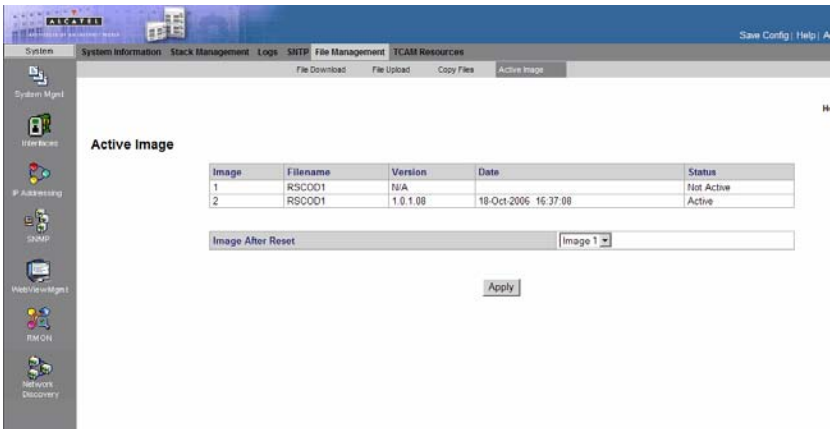 ALCATEL
Save Config | Help | A
System
System Information Stack Management Logs SNTP File Management TCAM Resources
File Download File Upload Copy Files Active Image
System Mgmt
Interfaces
IP Addressing
SNMP
WebViewMgmt
RMON
Network
Discovery
Active Image
Image Filename Version Date Status
1 RSCOD1 N/A Not Active
2 RSCOD1 1.0.1.08 18-Oct-2006 16:37:08 Active
Image After Reset Image 1
Apply